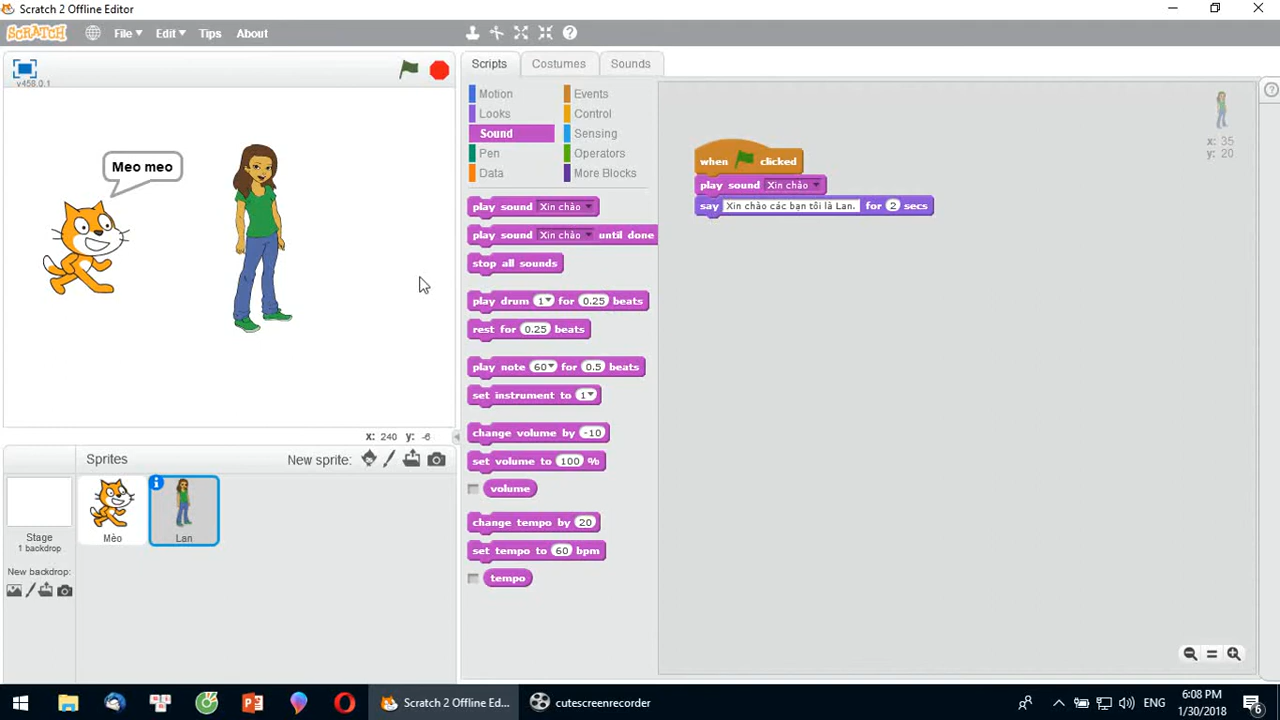 Scratch 2 Offline Editor
SCRATCH File Edit Tips About
v458.0.1
Meo meo
x: 240 y: -6
Sprites New sprite:
Stage
1 backdrop
New backdrop:
Mèo
Lan
Scripts Costumes Sounds
Motion Events
Looks Control
Sound Sensing
Pen Operators
Data More Blocks
play sound Xin chào
play sound Xin chào until done
stop all sounds
play drum 1 for 0.25 beats
rest for 0.25 beats
play note 60 for 0.5 beats
set instrument to 1
change volume by -10
set volume to 100 %
volume
change tempo by 20
set tempo to 60 bpm
tempo
when clicked
play sound Xin chào
say Xin chào các bạn tôi là Lan. for 2 secs
x: 35
y: 20
Scratch 2 Offline Ed...
cutescreenrecorder
ENG
6:08 PM
1/30/2018
6